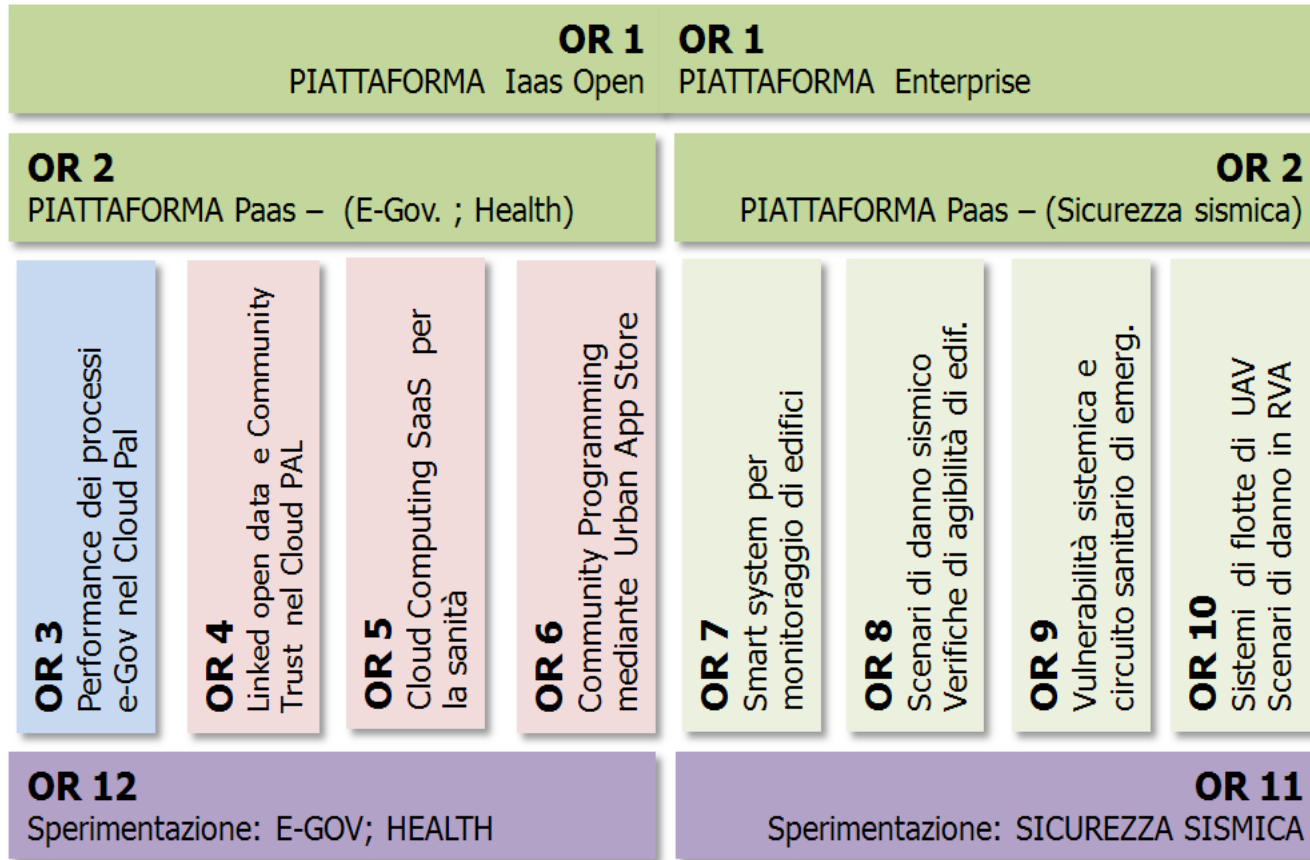 OR 1
PIATTAFORMA Iaas Open
OR 1
PIATTAFORMA Enterprise
OR 2
PIATTAFORMA Paas – (E-Gov. ; Health)
OR 2
PIATTAFORMA Paas – (Sicurezza sismica)
OR 3
Performance dei processi
e-Gov nel Cloud Pal
OR 4
Linked open data e Community
Trust nel Cloud PAL
OR 5
Cloud Computing SaaS per
la sanità
OR 6
Community Programming
mediante Urban App Store
OR 7
Smart system per
monitoraggio di edifici
OR 8
Scenari di danno sismico
Verifiche di agibilità di edif.
OR 9
Vulnerabilità sistemica e
circuito sanitario di emerg.
OR 10
Sistemi di flotte di UAV
Scenari di danno in RVA
OR 12
Sperimentazione: E-GOV; HEALTH
OR 11
Sperimentazione: SICUREZZA SISMICA